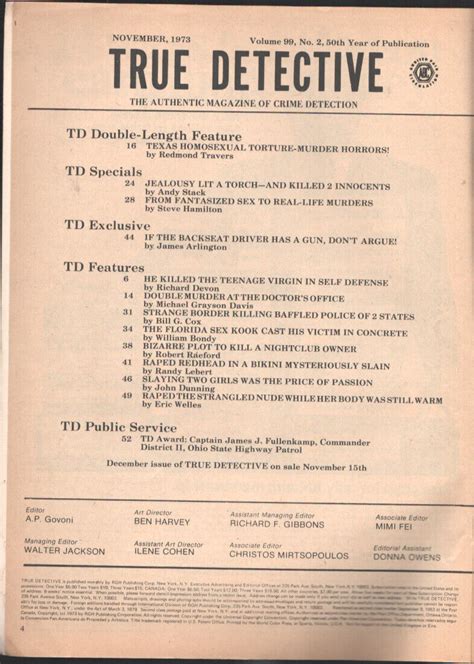 NOVEMBER, 1973 Volume 99, No. 2, 50th Year of Publication
TRUE DETECTIVE
THE AUTHENTIC MAGAZINE OF CRIME DETECTION
TD Double-Length Feature
16 TEXAS HOMOSEXUAL TORTURE-MURDER HORRORS!
by Redmond Travers
TD Specials
24 JEALOUSY LIT A TORCH—AND KILLED 2 INNOCENTS
by Andy Stack
28 FROM FANTASIZED SEX TO REAL-LIFE MURDERS
by Steve Hamilton
TD Exclusive
44 IF THE BACKSEAT DRIVER HAS A GUN, DON'T ARGUE!
by James Arlington
TD Features
6 HE KILLED THE TEENAGE VIRGIN IN SELF DEFENSE
by Richard Devon
14 DOUBLE MURDER AT THE DOCTOR'S OFFICE
by Michael Grayson Davis
31 STRANGE BORDER KILLING BAFFLED POLICE OF 2 STATES
by Bill G. Cox
34 THE FLORIDA SEX KOOK CAST HIS VICTIM IN CONCRETE
by William Bondy
38 BIZARRE PLOT TO KILL A NIGHTCLUB OWNER
by Robert Raeford
41 RAPED REDHEAD IN A BIKINI MYSTERIOUSLY SLAIN
by Randy Lebert
46 SLAYING TWO GIRLS WAS THE PRICE OF PASSION
by John Dunning
49 RAPED THE STRANGLED NUDE WHILE HER BODY WAS STILL WARM
by Eric Welles
TD Public Service
52 TD Award: Captain James J. Fullenkamp, Commander
District II, Ohio State Highway Patrol
December issue of TRUE DETECTIVE on sale November 15th
Editor
A.P. Govoni
Art Director
BEN HARVEY
Assistant Managing Editor
RICHARD F. GIBBONS
Associate Editor
MIMI FEI
Managing Editor
WALTER JACKSON
Assistant Art Director
ILENE COHEN
Associate Editor
CHRISTOS MIRTSOPOULOS
Editorial Assistant
DONNA OWENS
TRUE DETECTIVE is published monthly by RGH Publishing Corp.
4